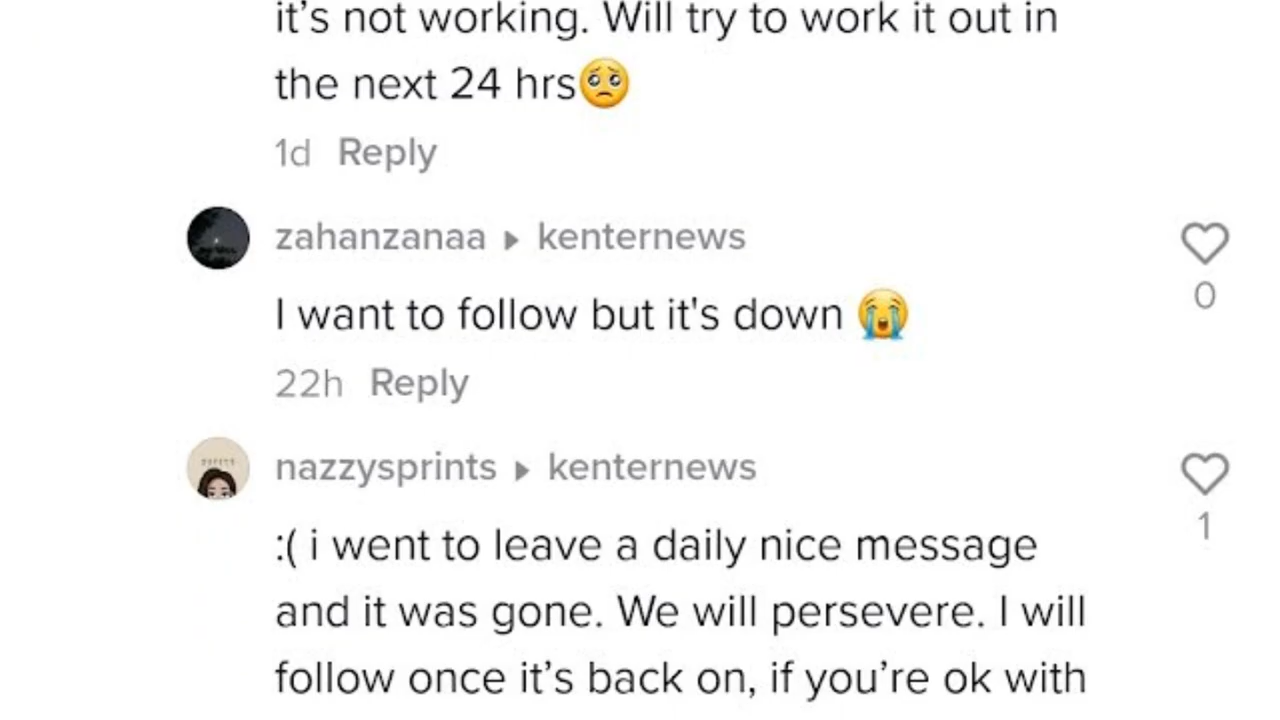 it’s not working. Will try to work it out in
the next 24 hrs🥺
1d Reply
zahanzanaa ▸ kenternews
0
I want to follow but it's down 😭
22h Reply
nazzysprints ▸ kenternews
1
:( i went to leave a daily nice message
and it was gone. We will persevere. I will
follow once it’s back on, if you’re ok with